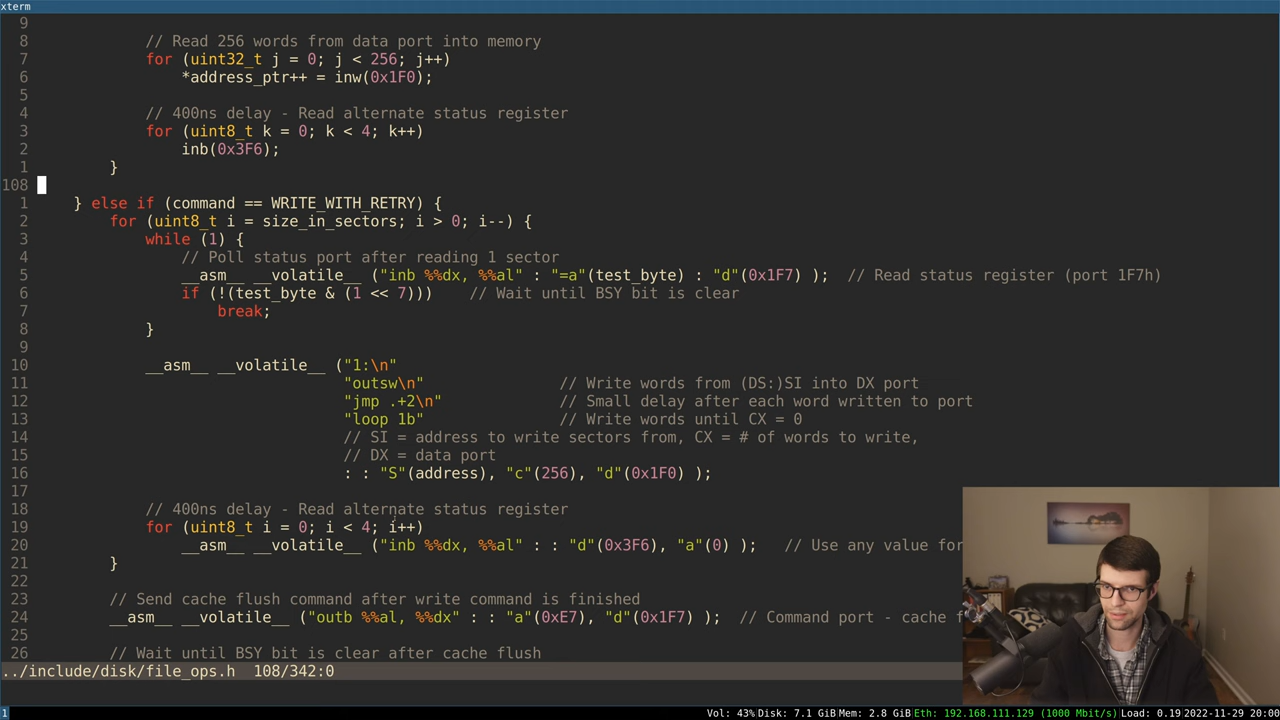 xterm
9
8 // Read 256 words from data port into memory
7 for (uint32_t j = 0; j < 256; j++)
6 *address_ptr++ = inw(0x1F0);
5
4 // 400ns delay - Read alternate status register
3 for (uint8_t k = 0; k < 4; k++)
2 inb(0x3F6);
1 }
108
1 } else if (command == WRITE_WITH_RETRY) {
2 for (uint8_t i = size_in_sectors; i > 0; i--) {
3 while (1) {
4 // Poll status port after reading 1 sector
5 __asm__ __volatile__ ("inb %%dx, %%al" : "=a"(test_byte) : "d"(0x1F7) ); // Read status register (port 1F7h)
6 if (!(test_byte & (1 << 7))) // Wait until BSY bit is clear
7 break;
8 }
9
10 __asm__ __volatile__ ("1:\n"
11 "outsw\n" // Write words from (DS:)SI into DX port
12 "jmp .+2\n" // Small delay after each word written to port
13 "loop 1b" // Write words until CX = 0
14 // SI = address to write sectors from, CX = # of words to write,
15 // DX = data port
16 : : "S"(address), "c"(256), "d"(0x1F0) );
17
18 // 400ns delay - Read alternate status register
19 for (uint8_t i = 0; i < 4; i++)
20 __asm__ __volatile__ ("inb %%dx, %%al" : : "d"(0x3F6), "a"(0) ); // Use any value for
21 }
22
23 // Send cache flush command after write command is finished
24 __asm__ __volatile__ ("outb %%al, %%dx" : : "a"(0xE7), "d"(0x1F7) ); // Command port - cache f
25
26 // Wait until BSY bit is clear after cache flush
../include/disk/file_ops.h 108/342:0
1 Vol: 43% Disk: 7.1 GiB Mem: 2.8 GiB Eth: 192.168.111.129 (1000 Mbit/s) Load: 0.19 2022-11-29 20:00